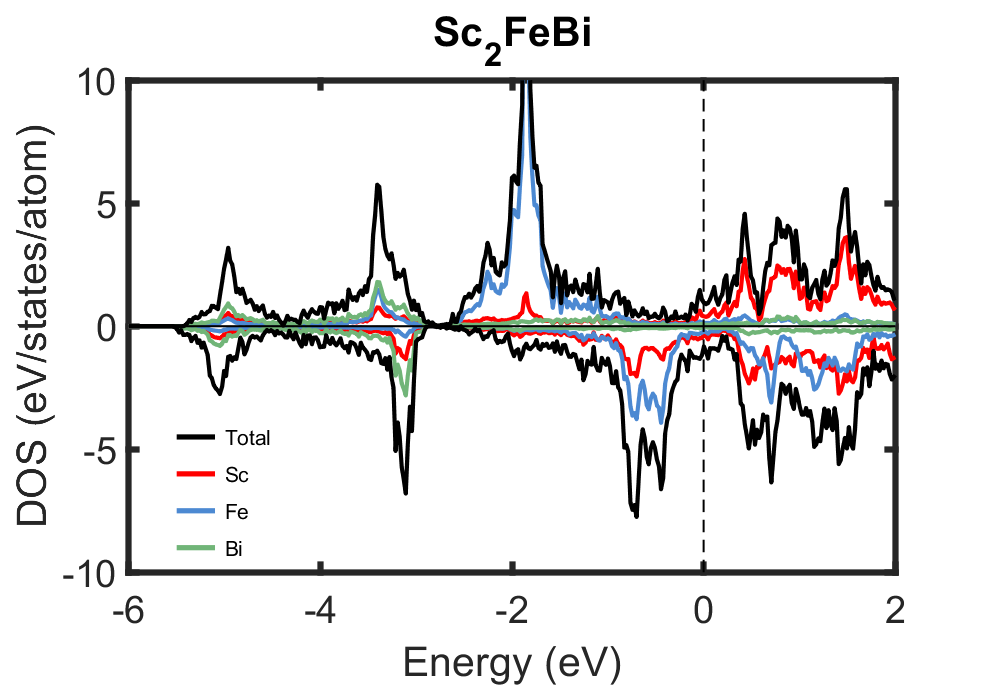 Sc2FeBi
DOS (eV/states/atom)
10
5
0
-5
-10
Total
Sc
Fe
Bi
-6 -4 -2 0 2
Energy (eV)